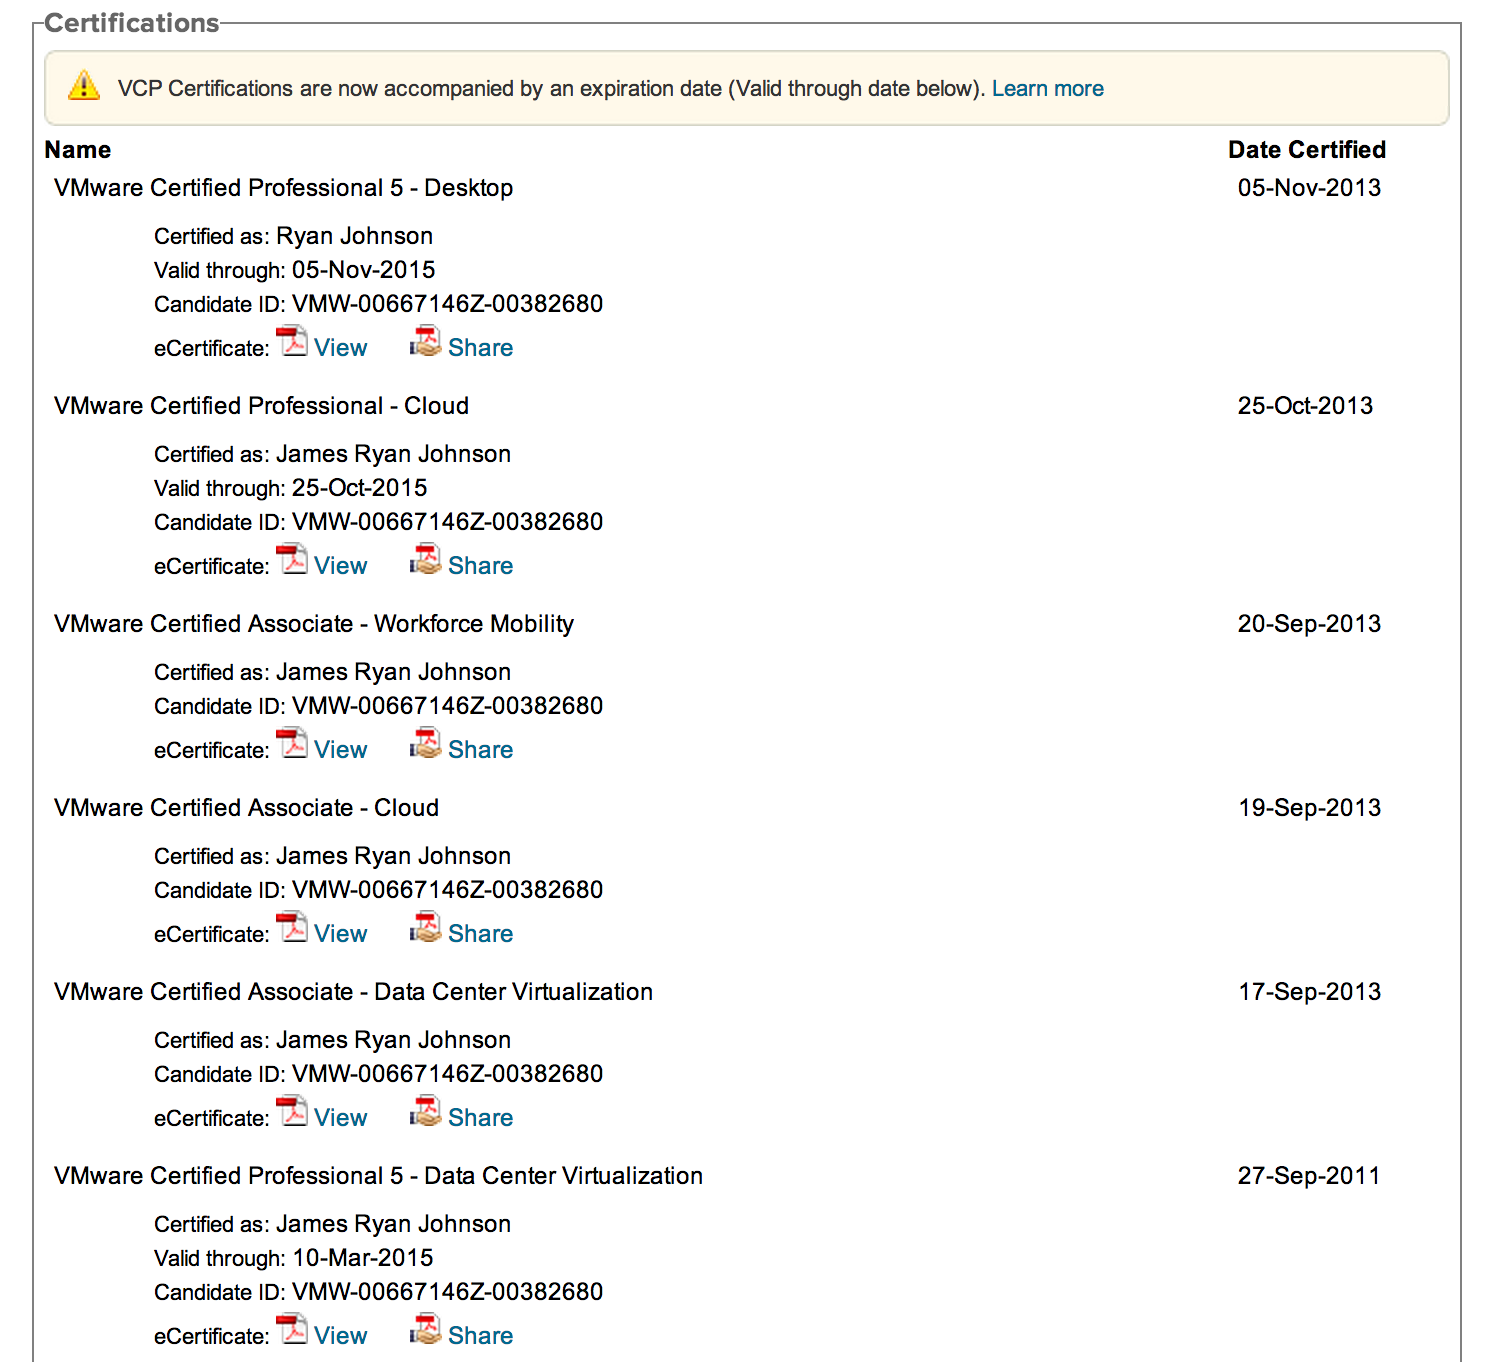 Certifications
VCP Certifications are now accompanied by an expiration date (Valid through date below). Learn more
Name Date Certified
VMware Certified Professional 5 - Desktop 05-Nov-2013
Certified as: Ryan Johnson
Valid through: 05-Nov-2015
Candidate ID: VMW-00667146Z-00382680
eCertificate: View Share
VMware Certified Professional - Cloud 25-Oct-2013
Certified as: James Ryan Johnson
Valid through: 25-Oct-2015
Candidate ID: VMW-00667146Z-00382680
eCertificate: View Share
VMware Certified Associate - Workforce Mobility 20-Sep-2013
Certified as: James Ryan Johnson
Candidate ID: VMW-00667146Z-00382680
eCertificate: View Share
VMware Certified Associate - Cloud 19-Sep-2013
Certified as: James Ryan Johnson
Candidate ID: VMW-00667146Z-00382680
eCertificate: View Share
VMware Certified Associate - Data Center Virtualization 17-Sep-2013
Certified as: James Ryan Johnson
Candidate ID: VMW-00667146Z-00382680
eCertificate: View Share
VMware Certified Professional 5 - Data Center Virtualization 27-Sep-2011
Certified as: James Ryan Johnson
Valid through: 10-Mar-2015
Candidate ID: VMW-00667146Z-00382680
eCertificate: View Share